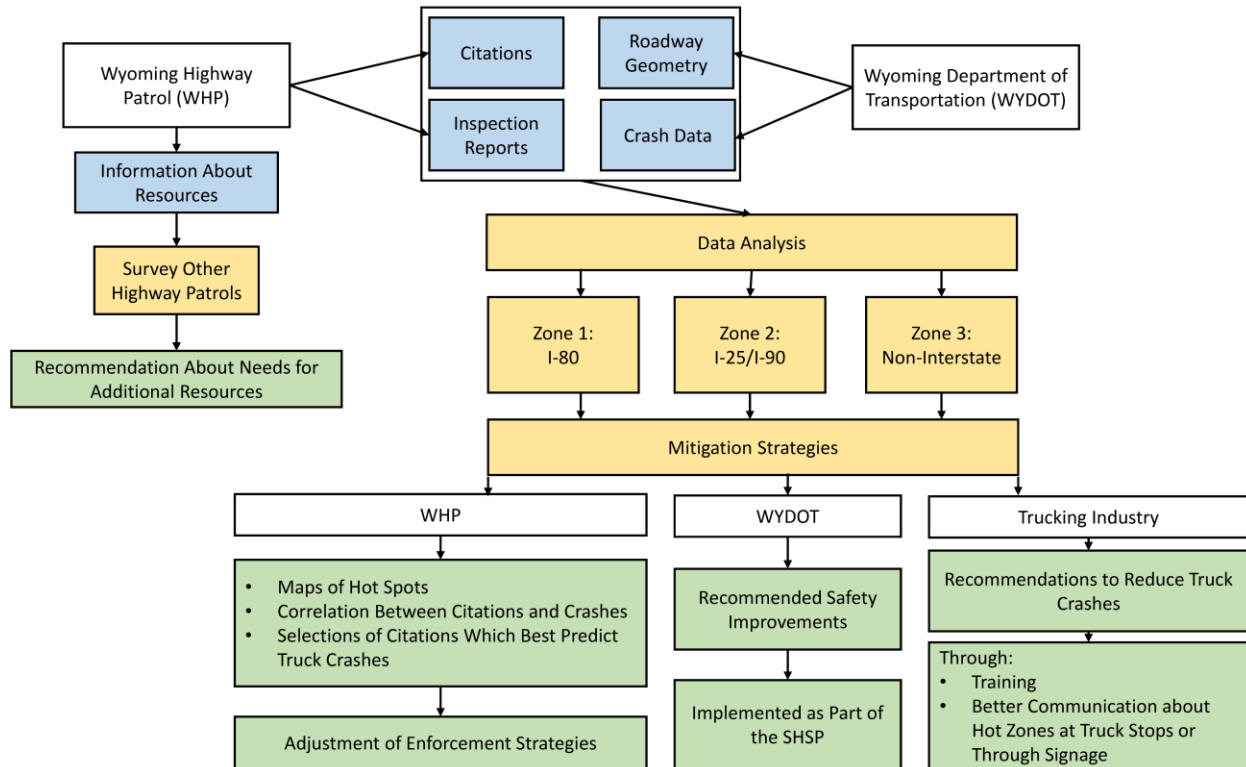 Wyoming Highway
Patrol (WHP)
Citations
Roadway
Geometry
Inspection
Reports
Crash Data
Wyoming Department of
Transportation (WYDOT)
Information About
Resources
Survey Other
Highway Patrols
Recommendation About Needs for
Additional Resources
Data Analysis
Zone 1:
I-80
Zone 2:
I-25/I-90
Zone 3:
Non-Interstate
Mitigation Strategies
WHP
WYDOT
Trucking Industry
• Maps of Hot Spots
• Correlation Between Citations and Crashes
• Selections of Citations Which Best Predict
Truck Crashes
Adjustment of Enforcement Strategies
Recommended Safety
Improvements
Implemented as Part of
the SHSP
Recommendations to Reduce Truck
Crashes
Through:
• Training
• Better Communication about
Hot Zones at Truck Stops or
Through Signage